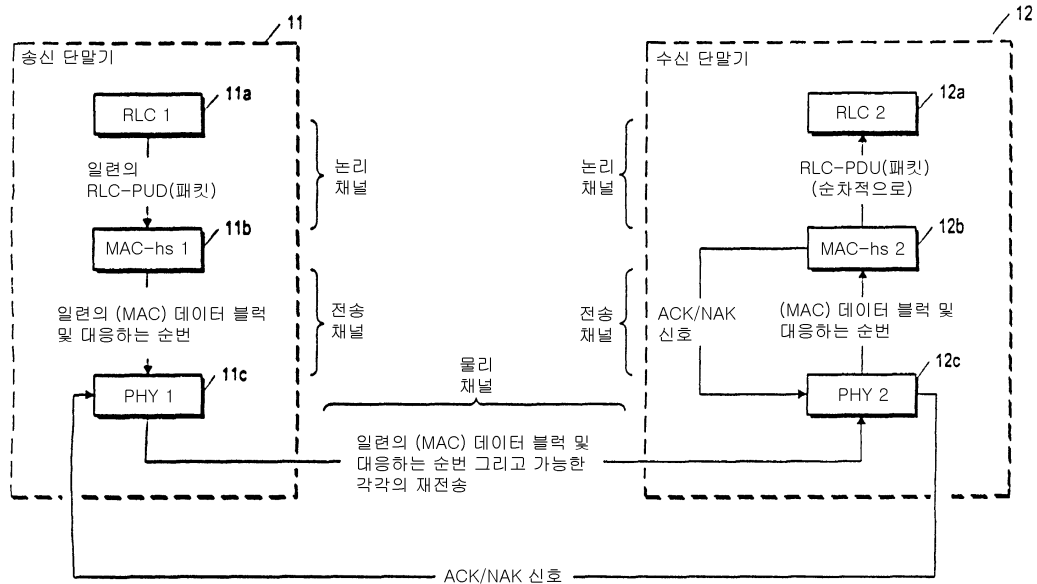 11
12
송신 단말기
수신 단말기
RLC 1
11a
RLC 2
12a
일련의
RLC-PUD(패킷)
논리
채널
논리
채널
RLC-PDU(패킷)
(순차적으로)
MAC-hs 1
11b
MAC-hs 2
12b
일련의 (MAC) 데이터 블럭
및 대응하는 순번
전송
채널
전송
채널
ACK/NAK
신호
(MAC) 데이터 블럭 및
대응하는 순번
PHY 1
11c
물리
채널
PHY 2
12c
일련의 (MAC) 데이터 블럭 및
대응하는 순번 그리고 가능한
각각의 재전송
ACK/NAK 신호